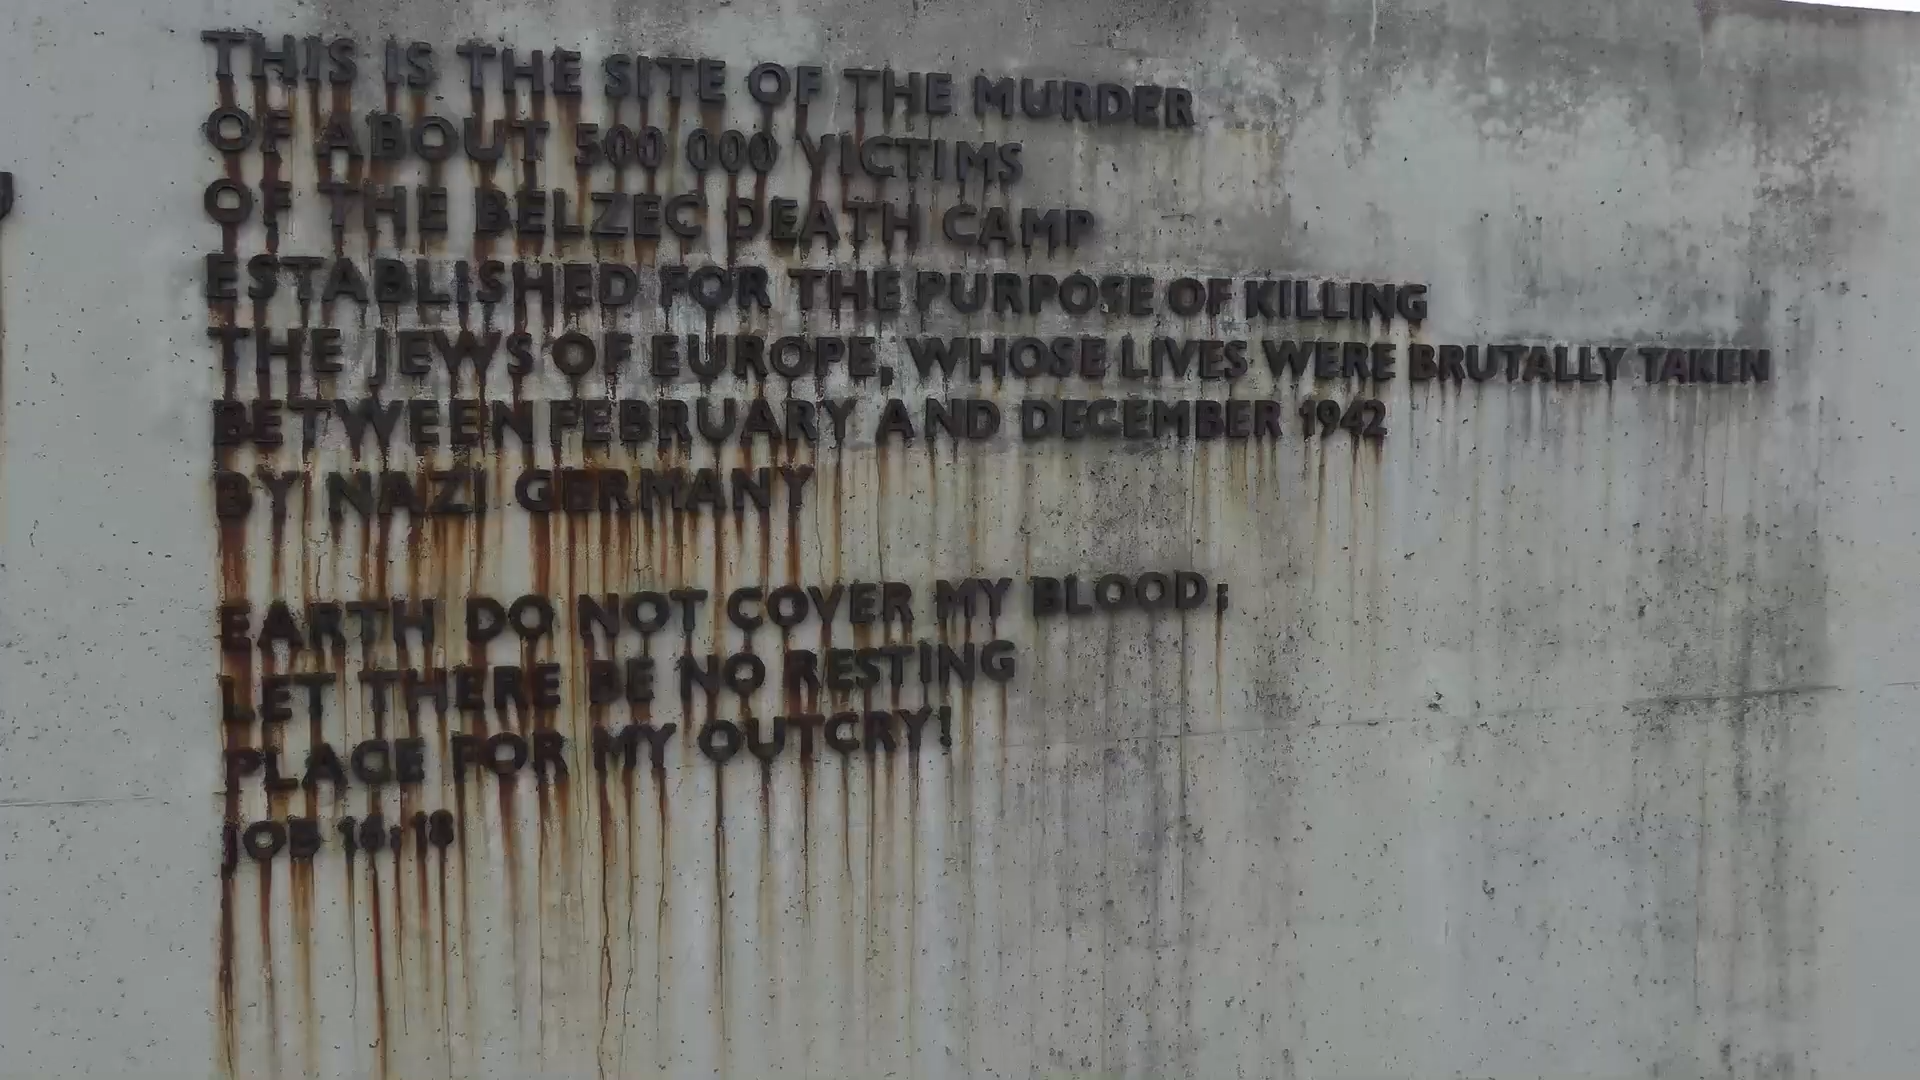 THIS IS THE SITE OF THE MURDER
OF ABOUT 500 000 VICTIMS
OF THE BELZEC DEATH CAMP
ESTABLISHED FOR THE PURPOSE OF KILLING
THE JEWS OF EUROPE, WHOSE LIVES WERE BRUTALLY TAKEN
BETWEEN FEBRUARY AND DECEMBER 1942
BY NAZI GERMANY
EARTH DO NOT COVER MY BLOOD;
LET THERE BE NO RESTING
PLACE FOR MY OUTCRY!
JOB 16:18